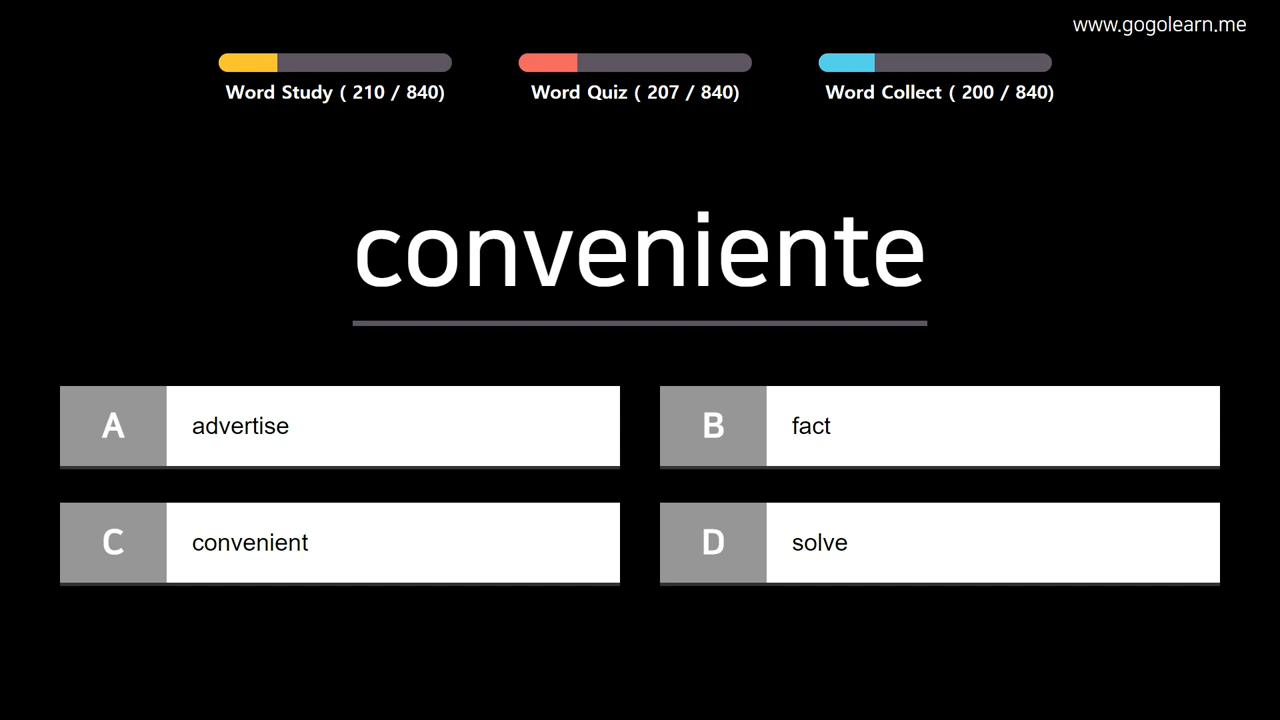 www.gogolearn.me
Word Study ( 210 / 840)
Word Quiz ( 207 / 840)
Word Collect ( 200 / 840)
conveniente
A advertise
B fact
C convenient
D solve